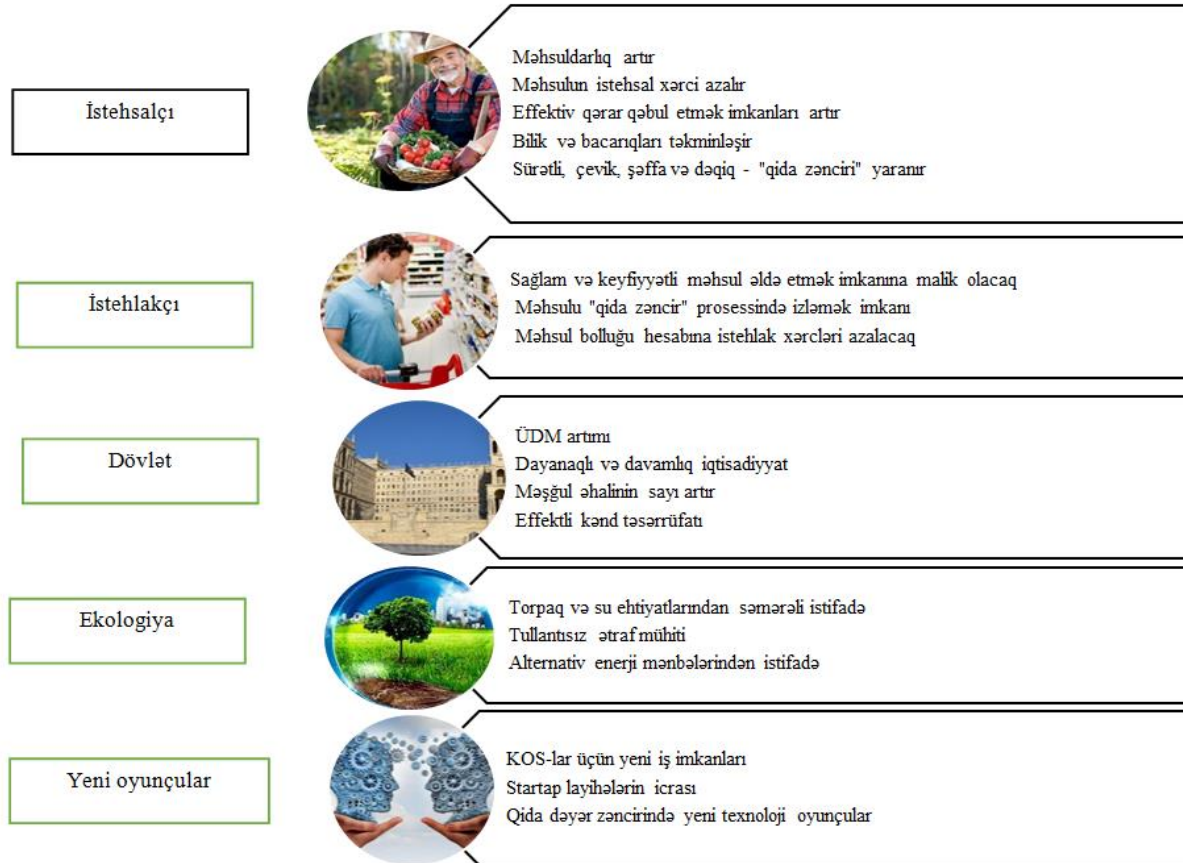 İstehsalçı
Məhsuldarlıq artır
Məhsulun istehsal xərci azalır
Effektiv qərar qəbul etmək imkanları artır
Bilik və bacarıqları təkminləşir
Sürətli, çevik, şəffa və dəqiq - "qida zənciri" yaranır
İstehlakçı
Sağlam və keyfiyyətli məhsul əldə etmək imkanına malik olacaq
Məhsulu "qida zəncir" prosessində izləmək imkanı
Məhsul bolluğu hesabına istehlak xərcləri azalacaq
Dövlət
ÜDM artımı
Dayanaqlı və davamlıq iqtisadiyyat
Məşğul əhalinin sayı artır
Effektli kənd təsərrüfatı
Ekologiya
Torpaq və su ehtiyatlarından səmərəli istifadə
Tullantısız ətraf mühiti
Alternativ enerji mənbələrindən istifadə
Yeni oyunçular
KOS-lar üçün yeni iş imkanları
Startap layihələrin icrası
Qida dəyər zəncirində yeni texnoloji oyunçular